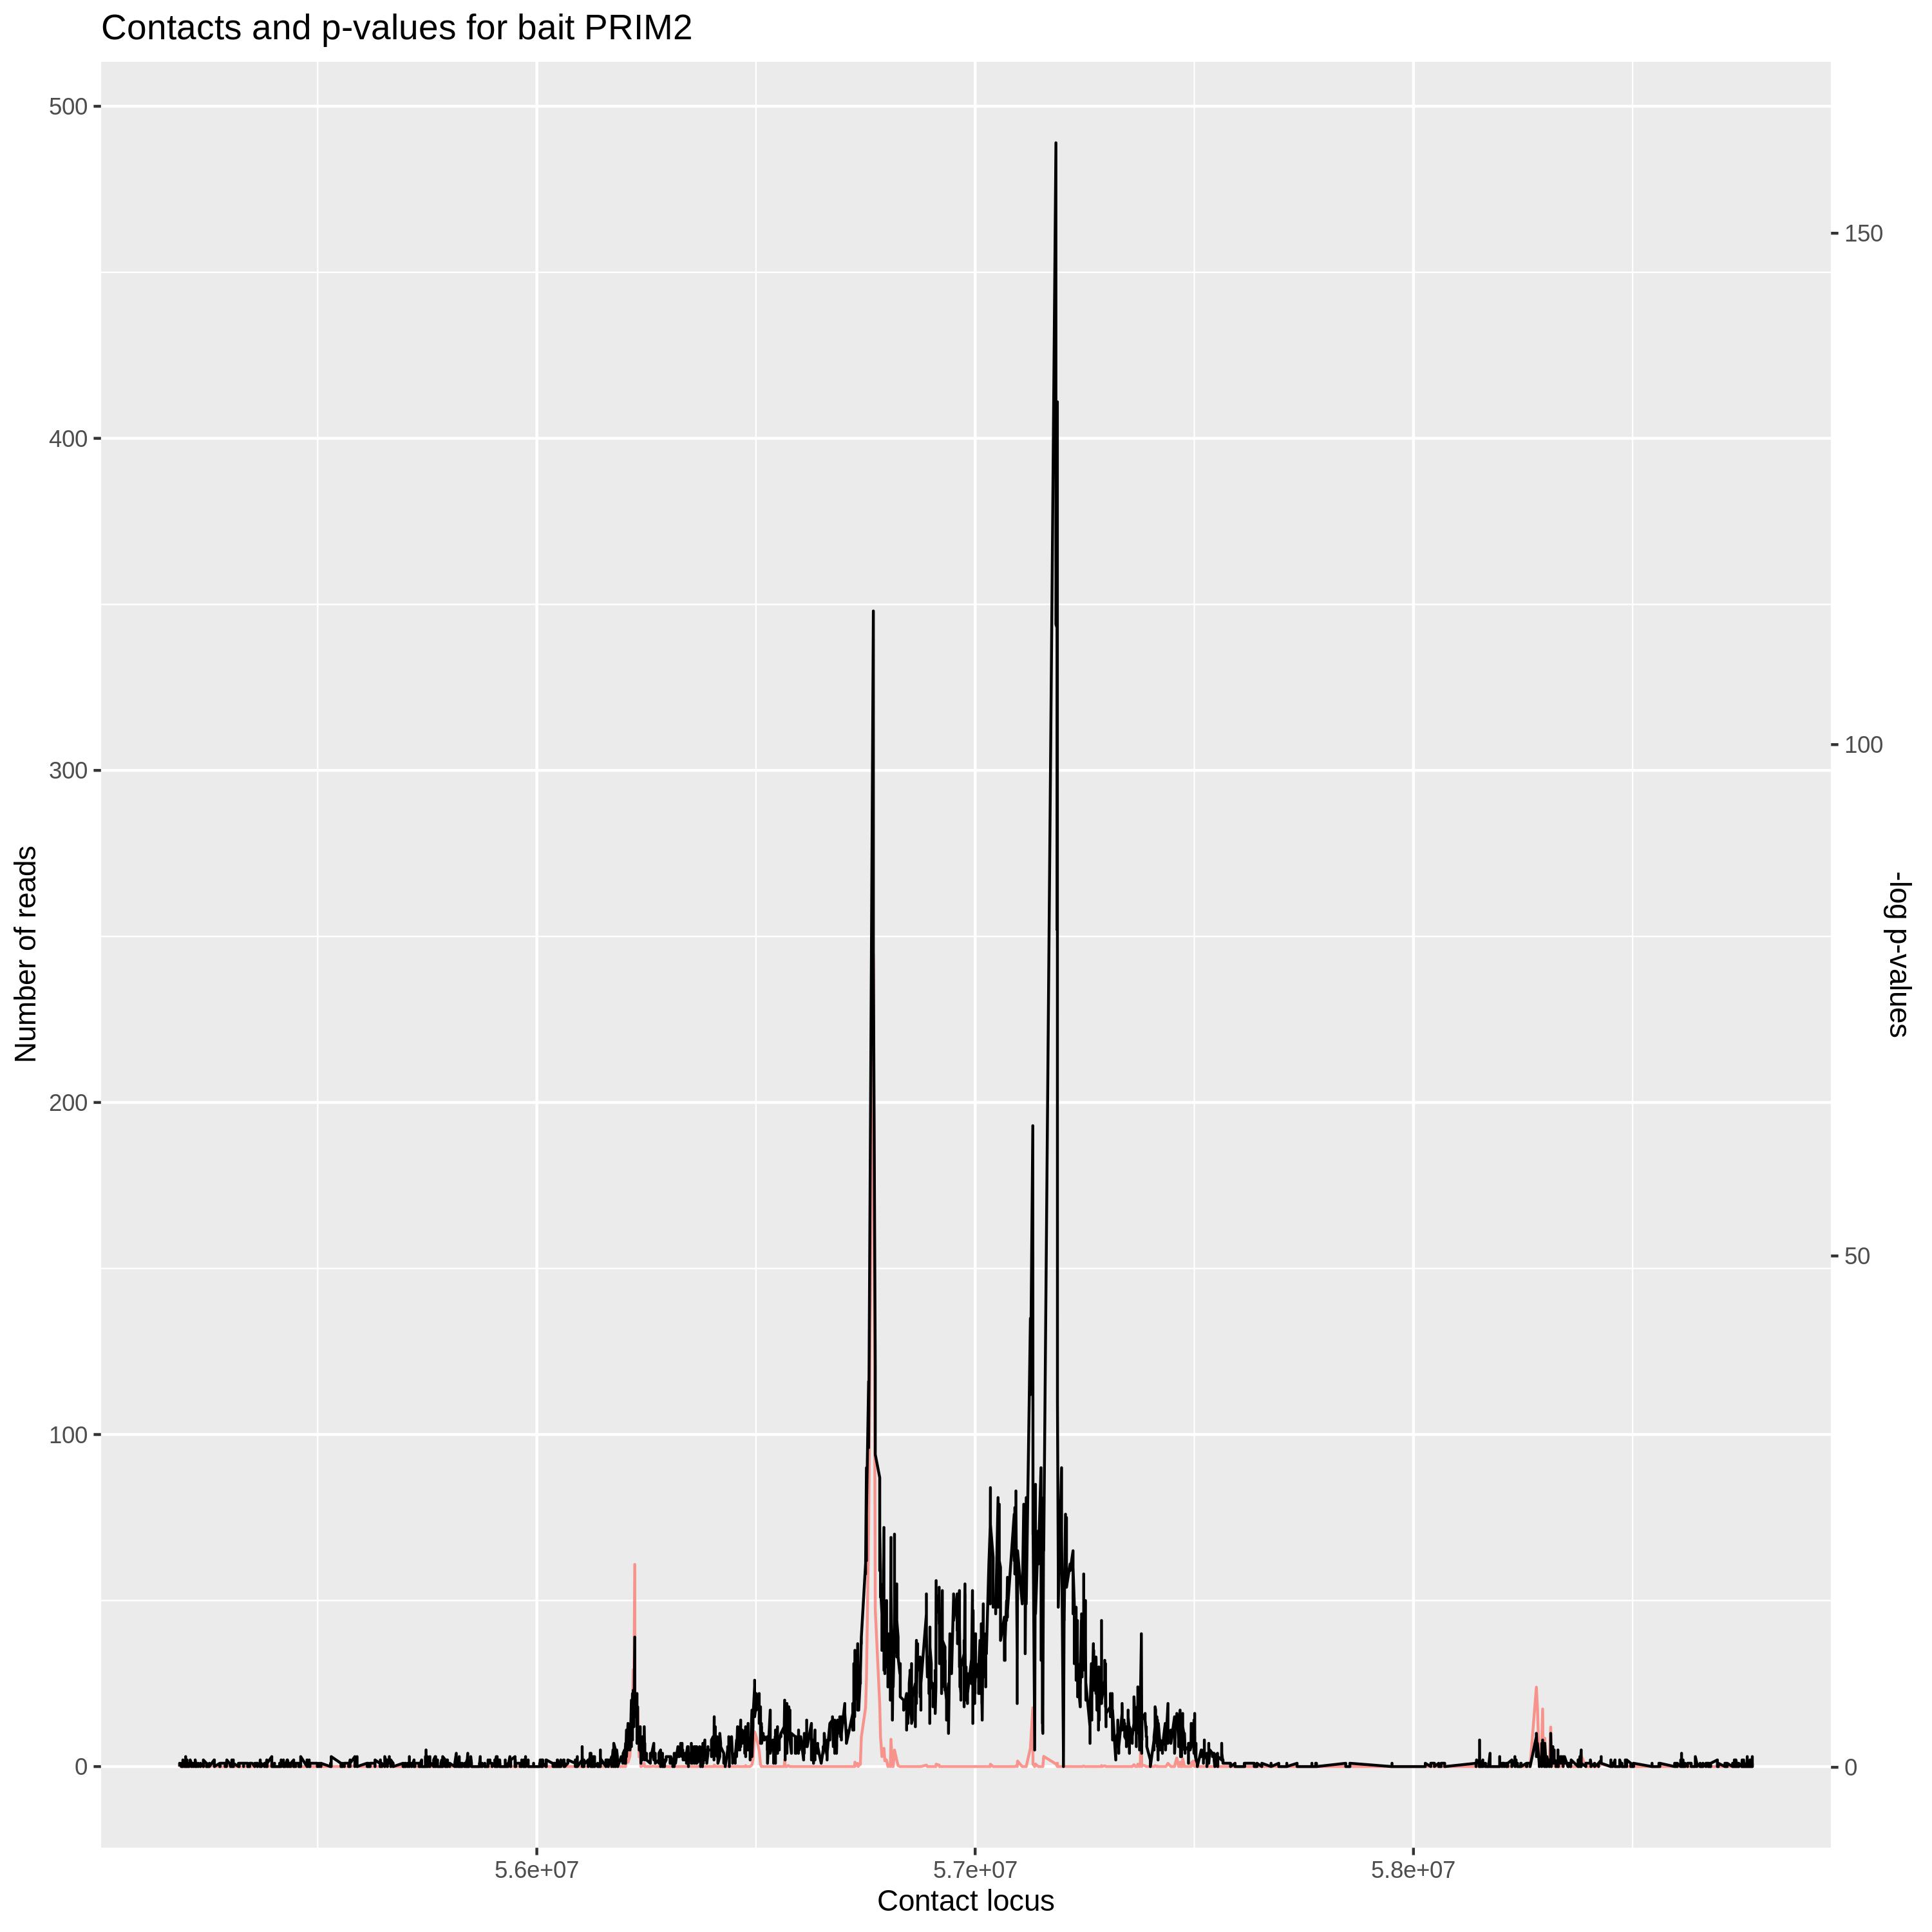 Contacts and p-values for bait PRIM2
500
400
300
200
100
0
Number of reads
150
100
50
0
-log p-values
5.6e+07 5.7e+07 5.8e+07
Contact locus